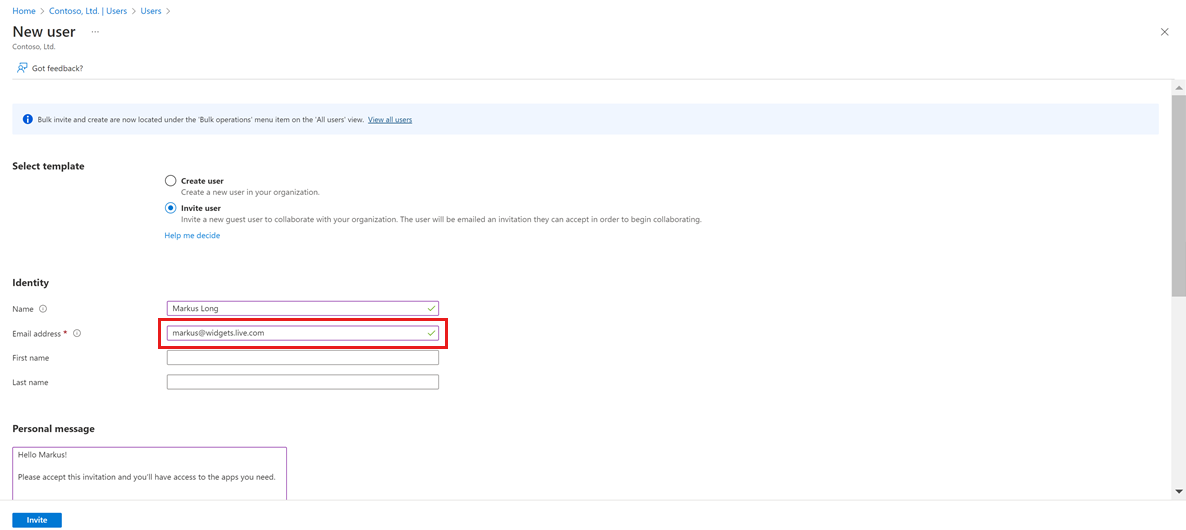 Home > Contoso, Ltd. | Users > Users >
New user ...
Contoso, Ltd.
Got feedback?
Bulk invite and create are now located under the 'Bulk operations' menu item on the 'All users' view. View all users
Select template
Create user
Create a new user in your organization.
Invite user
Invite a new guest user to collaborate with your organization. The user will be emailed an invitation they can accept in order to begin collaborating.
Help me decide
Identity
Name Markus Long
Email address * markus@widgets.live.com
First name
Last name
Personal message
Hello Markus!
Please accept this invitation and you'll have access to the apps you need.
Invite